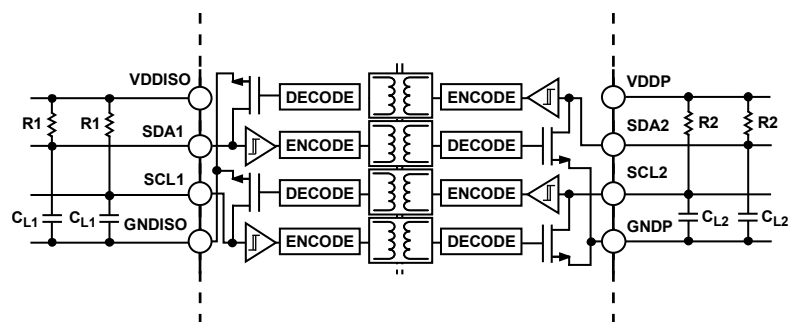 VDDISO
VDDP
DECODE
ENCODE
R1
R1
SDA1
SDA2
R2
R2
ENCODE
DECODE
SCL1
SCL2
DECODE
ENCODE
CL1
CL1
GNDISO
GNDP
CL2
CL2
ENCODE
DECODE